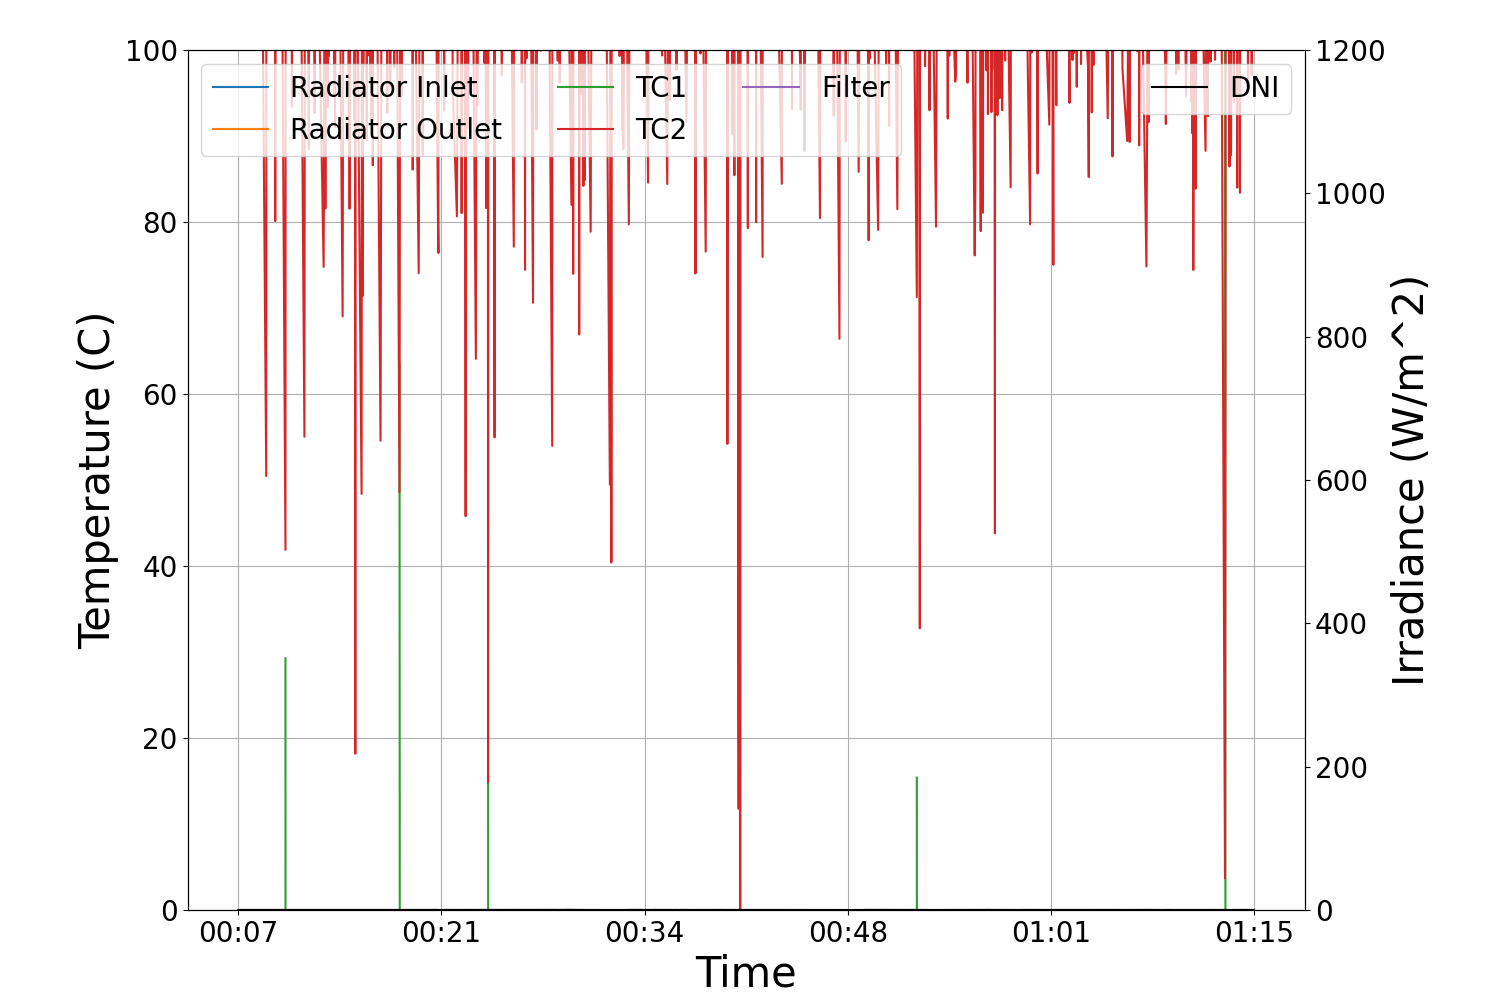 100
80
60
40
20
0
Temperature (C)
Radiator Inlet
Radiator Outlet
TC1
TC2
Filter
DNI
1200
1000
800
600
400
200
0
Irradiance (W/m^2)
00:07 00:21 00:34 00:48 01:01 01:15
Time